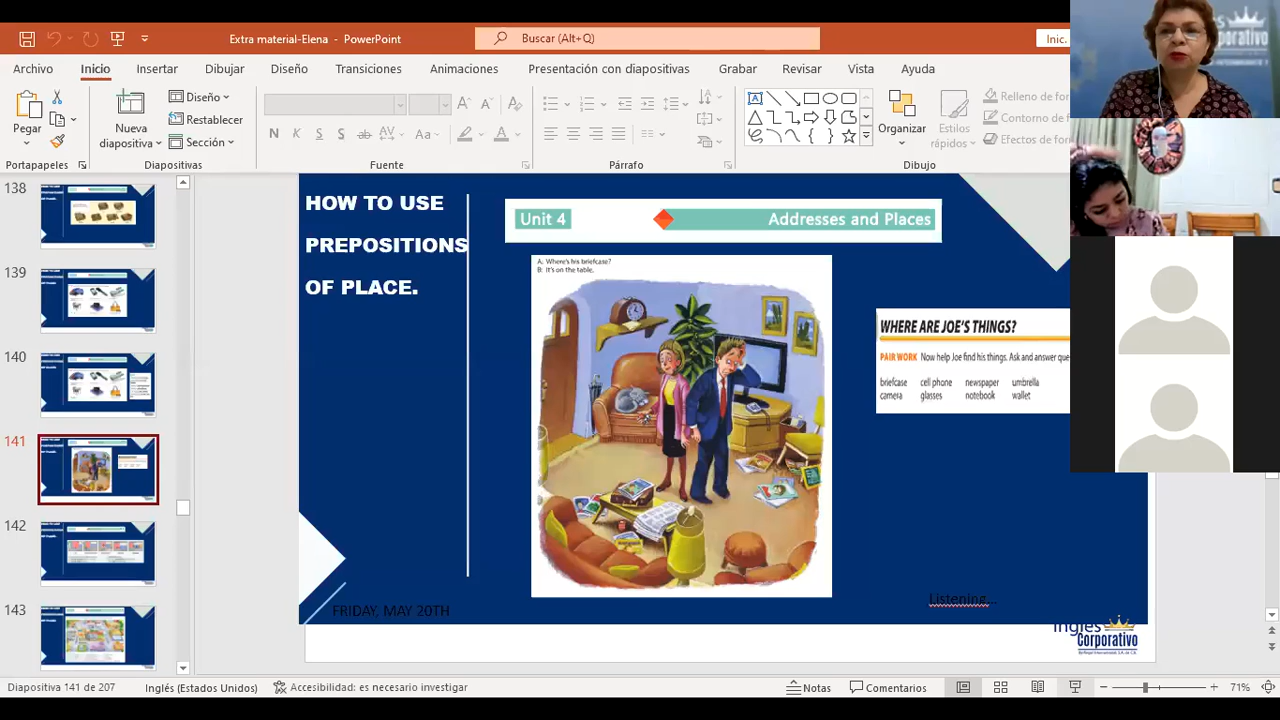 Extra material-Elena - PowerPoint
Buscar (Alt+Q)
Inic.
Archivo Inicio Insertar Dibujar Diseño Transiciones Animaciones Presentación con diapositivas Grabar Revisar Vista Ayuda
Pegar
Nueva diapositiva
Diseño
Restablecer
Sección
N K S S ab AV Aa A
Organizar
Estilos rápidos
Relleno de for
Contorno de f
Efectos de form
Portapapeles Diapositivas Fuente Párrafo Dibujo
138
139
140
141
142
143
HOW TO USE
PREPOSITIONS
OF PLACE.
Unit 4 Addresses and Places
A: Where's his briefcase?
B: It's on the table.
WHERE ARE JOE'S THINGS?
PAIR WORK Now help Joe find his things. Ask and answer que
briefcase cell phone newspaper umbrella
camera glasses notebook wallet
FRIDAY, MAY 20TH
Listening...
Inglés
Corporativo
Diapositiva 141 de 207 Inglés (Estados Unidos) Accesibilidad: es necesario investigar Notas Comentarios 71%